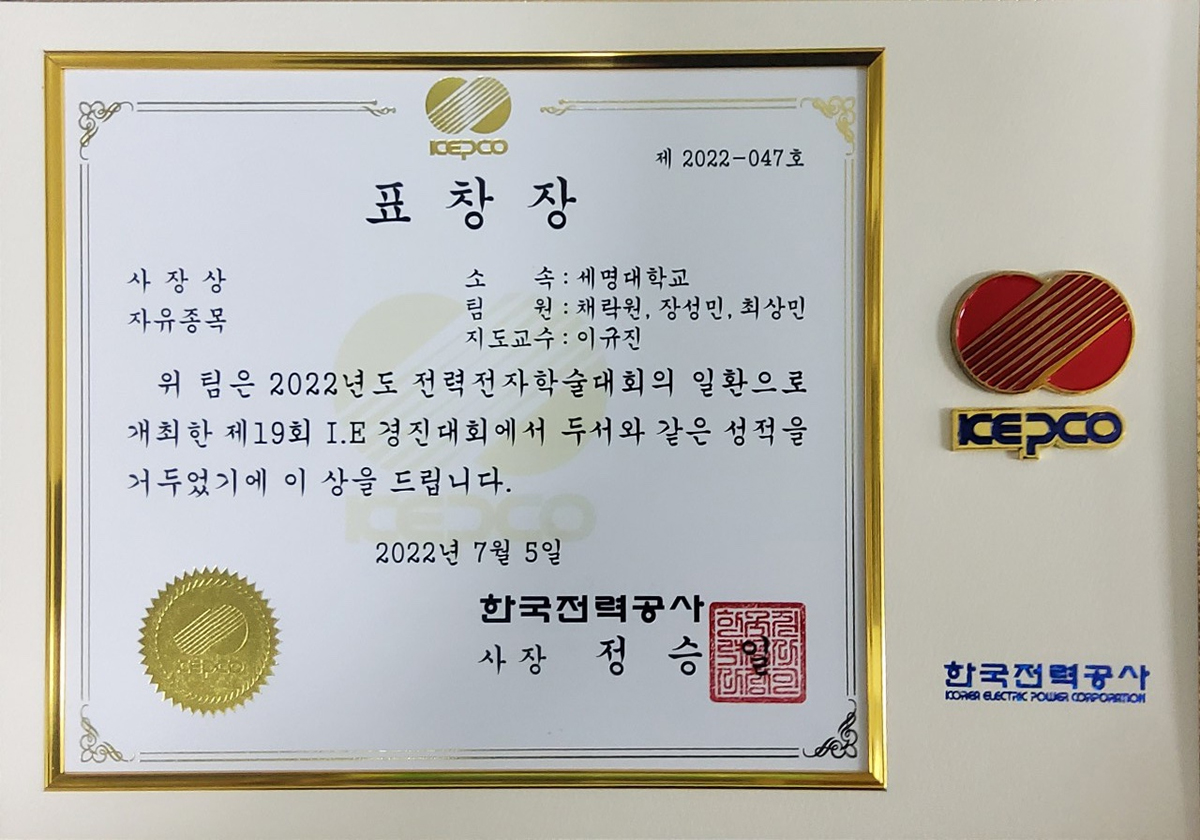 KEPCO
제 2022-047호
표 창 장
사 장 상
자유종목
소 속 : 세명대학교
팀 원 : 채락원, 장성민, 최상민
지도교수 : 이규진
위 팀은 2022년도 전력전자학술대회의 일환으로
개최한 제19회 I.E 경진대회에서 두서와 같은 성적을
거두었기에 이 상을 드립니다.
KEPCO
2022년 7월 5일
한국전력공사
사 장 정 승 일
KEPCO
KEPCO
한국전력공사
KOREA ELECTRIC POWER CORPORATION